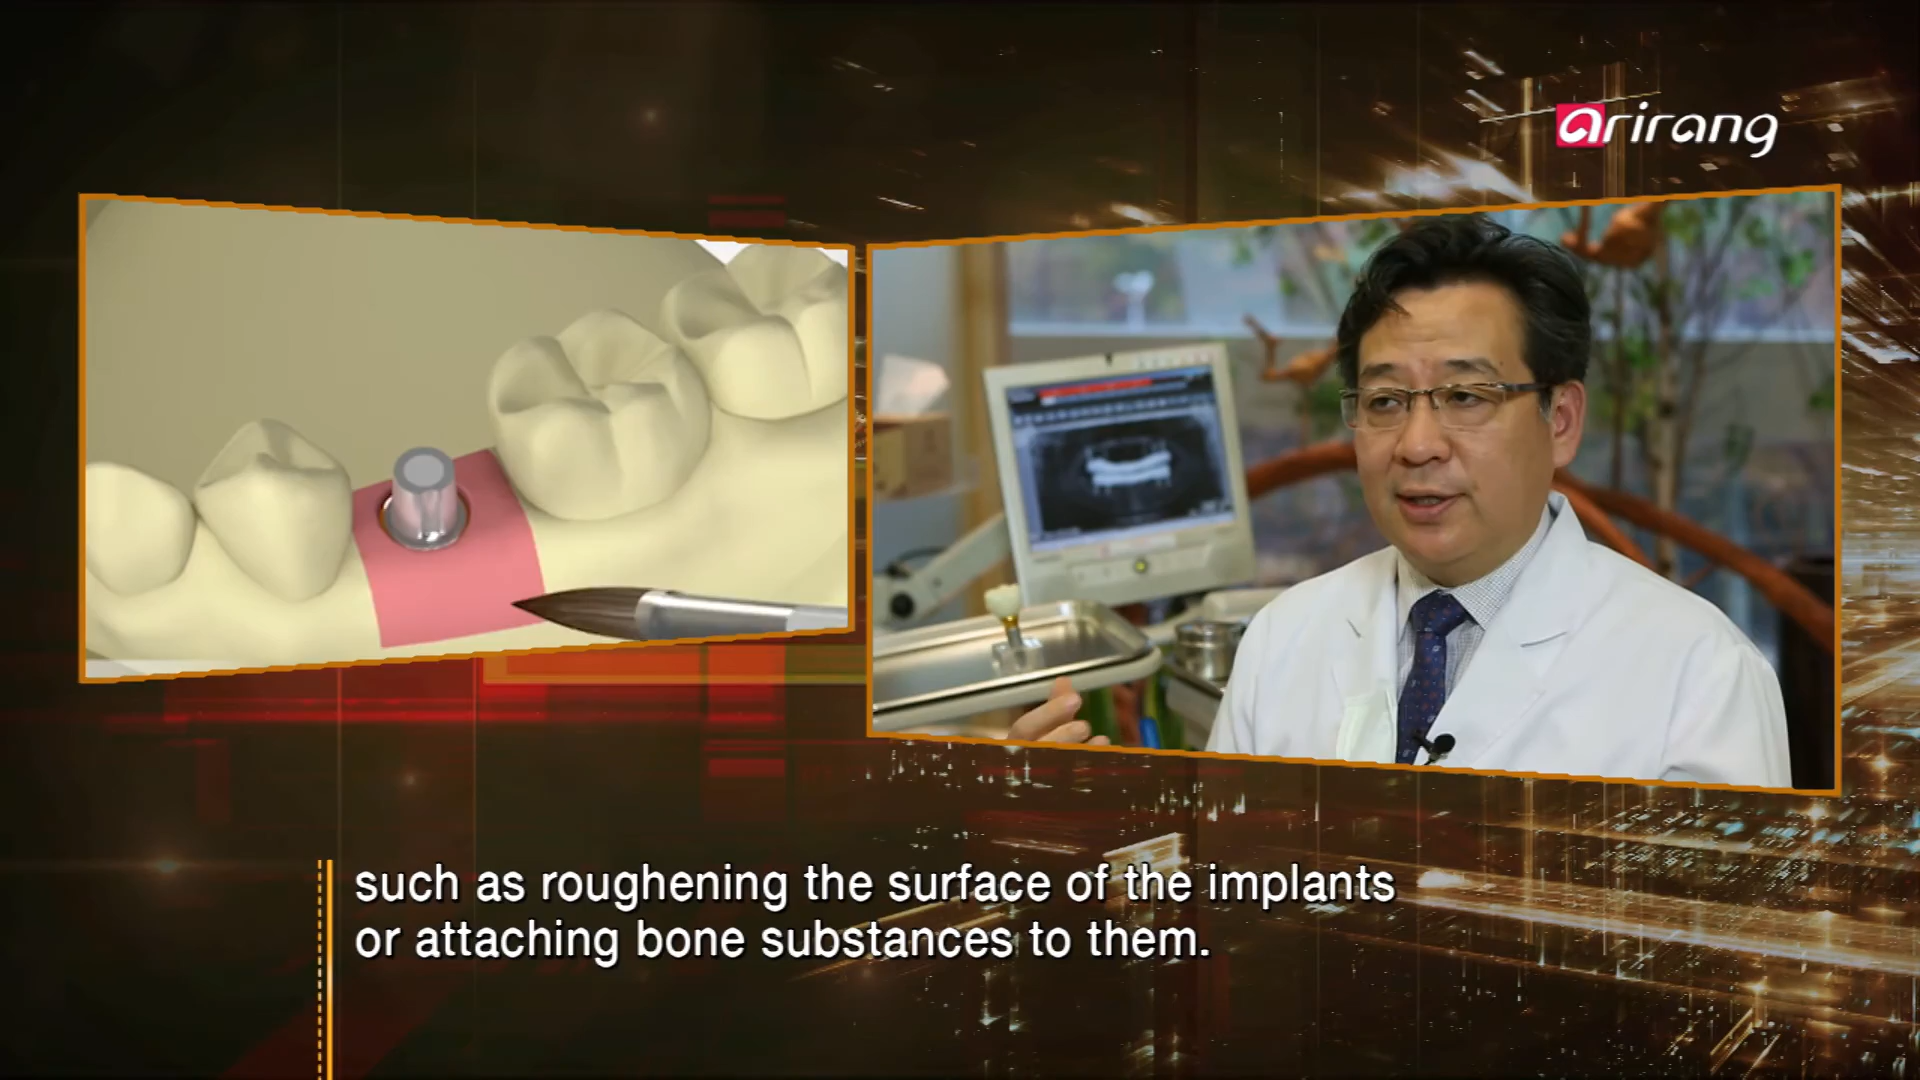 arirang
such as roughening the surface of the implants
or attaching bone substances to them.